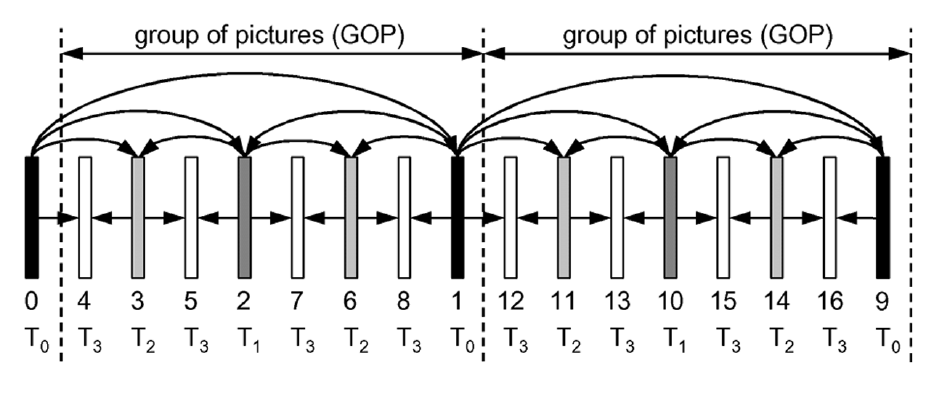 group of pictures (GOP) group of pictures (GOP)
0 4 3 5 2 7 6 8 1 12 11 13 10 15 14 16 9
T0 T3 T2 T3 T1 T3 T2 T3 T0 T3 T2 T3 T1 T3 T2 T3 T0